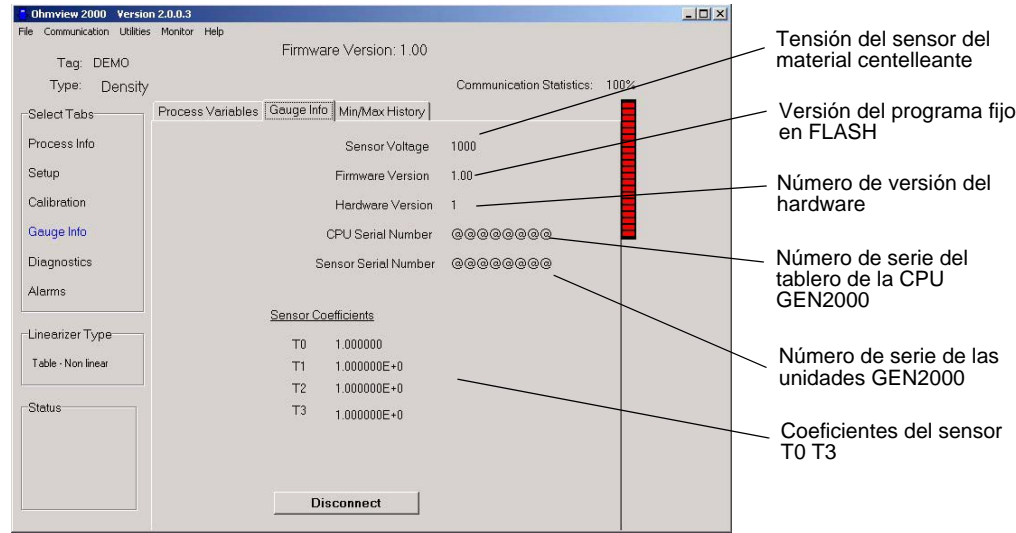 Ohmview 2000 Version 2.0.0.3
File Communication Utilities Monitor Help
Firmware Version: 1.00
Tag: DEMO
Type: Density
Communication Statistics: 100%
Select Tabs
Process Info
Setup
Calibration
Gauge Info
Diagnostics
Alarms
Linearizer Type
Table - Non linear
Status
Process Variables Gauge Info Min/Max History
Sensor Voltage 1000
Firmware Version 1.00
Hardware Version 1
CPU Serial Number @@@@@@@@
Sensor Serial Number @@@@@@@@
Sensor Coefficients
T0 1.000000
T1 1.000000E+0
T2 1.000000E+0
T3 1.000000E+0
Disconnect
Tensión del sensor del
material centelleante
Versión del programa fijo
en FLASH
Número de versión del
hardware
Número de serie del
tablero de la CPU
GEN2000
Número de serie de las
unidades GEN2000
Coeficientes del sensor
T0 T3